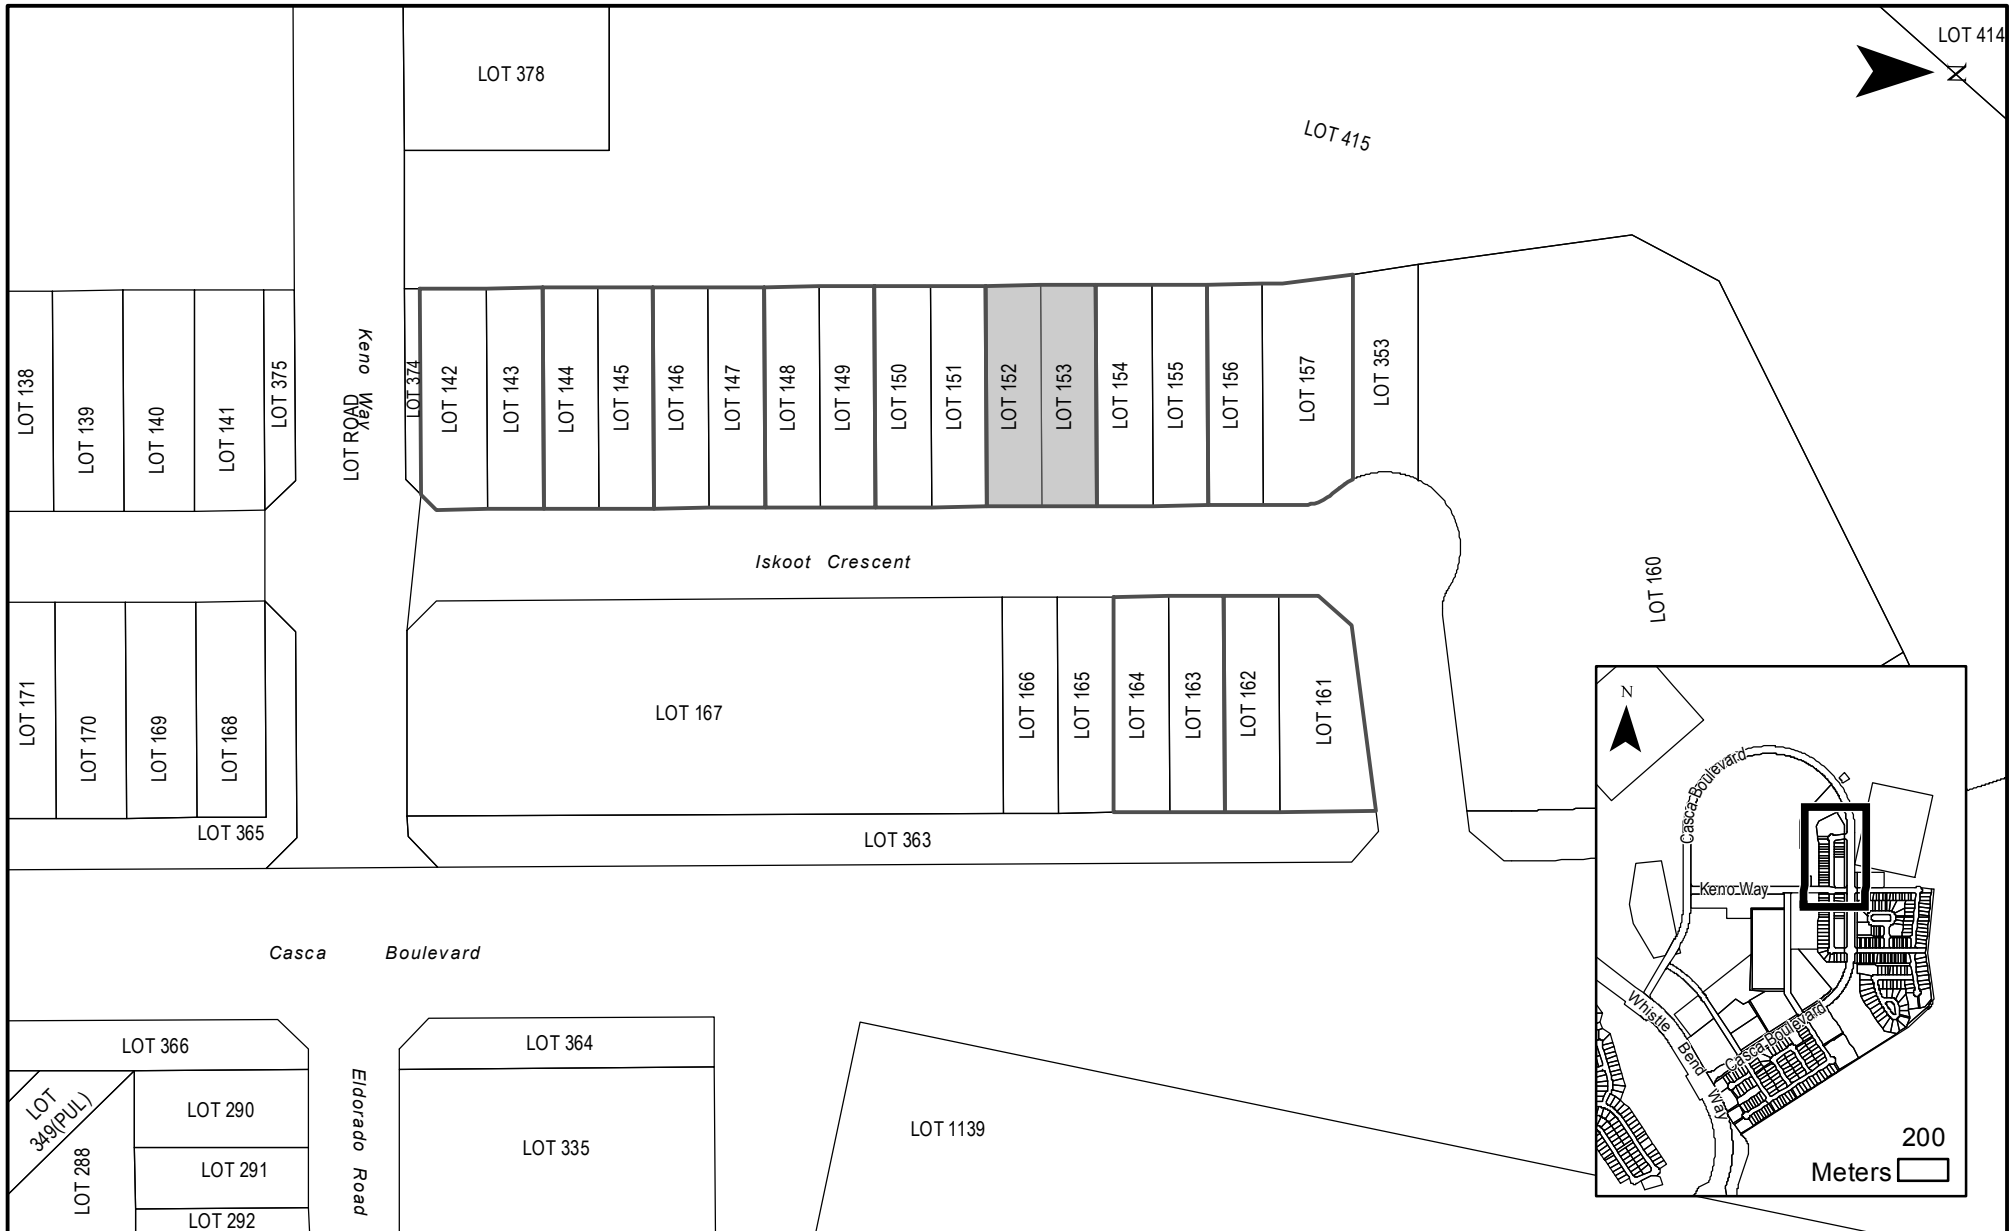 LOT 414
N
LOT 378
LOT 415
Keno Way
LOT ROAD
LOT 138
LOT 139
LOT 140
LOT 141
LOT 375
LOT 374
LOT 142
LOT 143
LOT 144
LOT 145
LOT 146
LOT 147
LOT 148
LOT 149
LOT 150
LOT 151
LOT 152
LOT 153
LOT 154
LOT 155
LOT 156
LOT 157
LOT 353
Iskoot Crescent
LOT 160
LOT 171
LOT 170
LOT 169
LOT 168
LOT 167
LOT 166
LOT 165
LOT 164
LOT 163
LOT 162
LOT 161
LOT 365
LOT 363
Casca Boulevard
LOT 366
LOT 364
LOT
349(PUL)
LOT 288
LOT 290
LOT 291
LOT 292
Eldorado Road
LOT 335
LOT 1139
N
Casca Boulevard
Keno Way
Whistle Bend Way
Casca Boulevard
200
Meters